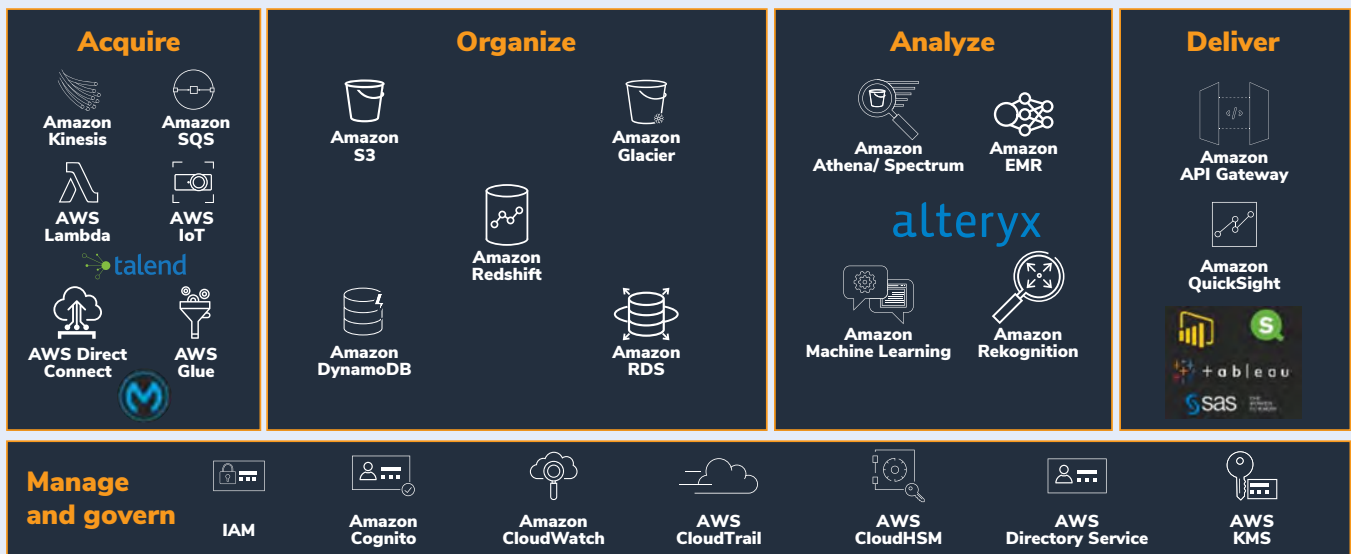 Acquire
Amazon
Kinesis
Amazon
SQS
AWS
Lambda
AWS
IoT
talend
AWS Direct
Connect
AWS
Glue
Organize
Amazon
S3
Amazon
Glacier
Amazon
Redshift
Amazon
DynamoDB
Amazon
RDS
Analyze
Amazon
Athena/ Spectrum
Amazon
EMR
alteryx
Amazon
Machine Learning
Amazon
Rekognition
Deliver
</>
Amazon
API Gateway
Amazon
QuickSight
S
+ a b l e a u
sas
Manage
and govern
IAM
Amazon
Cognito
Amazon
CloudWatch
AWS
CloudTrail
AWS
CloudHSM
AWS
Directory Service
AWS
KMS